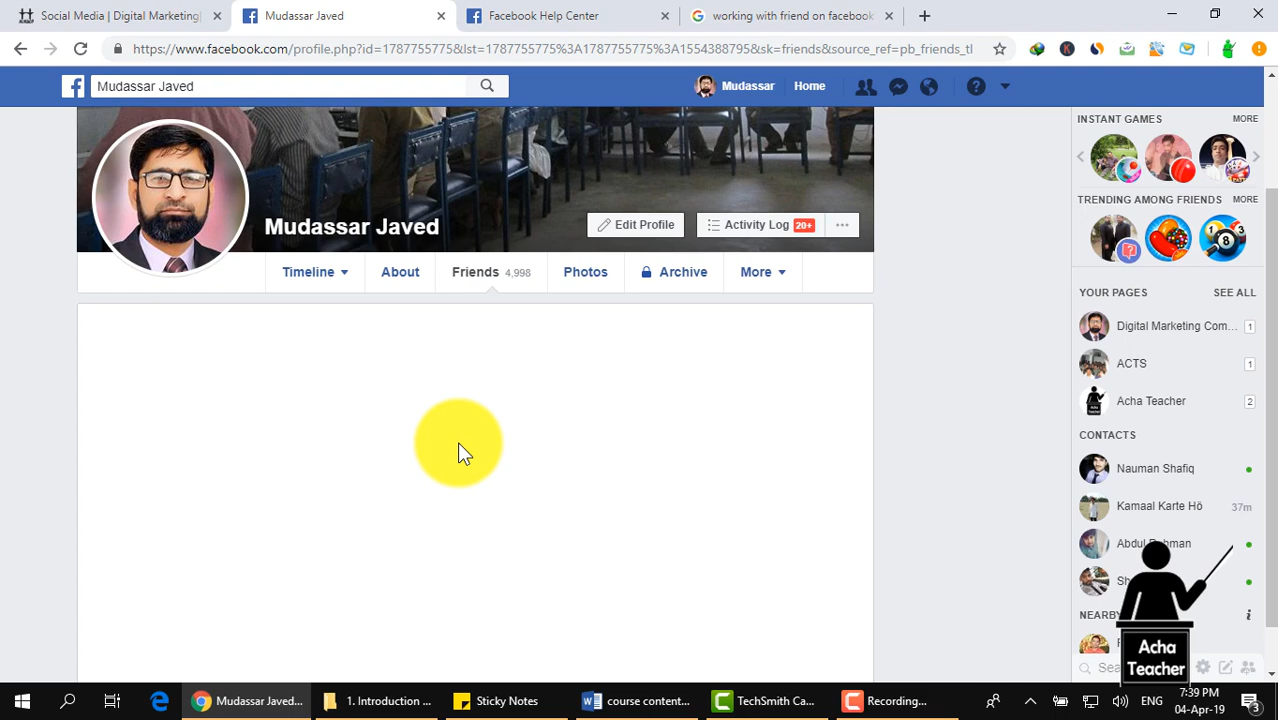 Social Media | Digital Marketing|
Mudassar Javed
Facebook Help Center
working with friend on facebook
https://www.facebook.com/profile.php?id=1787755775&lst=1787755775%3A1787755775%3A1554388795&sk=friends&source_ref=pb_friends_tl
Mudassar Javed
Mudassar
Home
INSTANT GAMES MORE
TRENDING AMONG FRIENDS MORE
Mudassar Javed
Edit Profile
Activity Log 20+
Timeline
About
Friends 4,998
Photos
Archive
More
YOUR PAGES SEE ALL
Digital Marketing Com... 1
ACTS 1
Acha Teacher 2
CONTACTS
Nauman Shafiq
Kamaal Karte Hö 37m
NEARBY
Acha
Teacher
Mudassar Javed...
1. Introduction ...
Sticky Notes
course content...
TechSmith Ca...
Recording...
ENG
7:39 PM
04-Apr-19
3